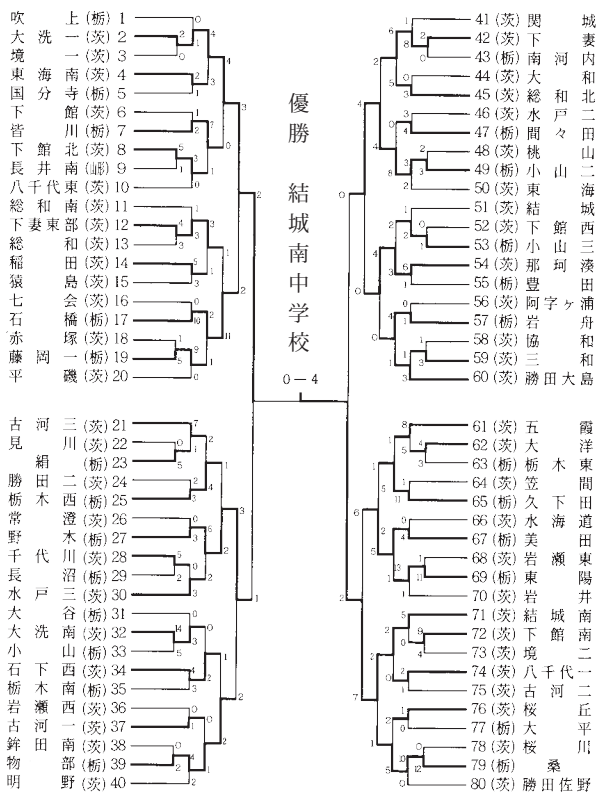 吹上(栃) 1
大洗一(茨) 2
境一(茨) 3
東海南(茨) 4
国分寺(栃) 5
下館(茨) 6
皆川(栃) 7
下館北(茨) 8
長井南(山形) 9
八千代東(茨) 10
総和南(茨) 11
下妻東部(茨) 12
総和(茨) 13
稲田(茨) 14
猿島(茨) 15
七会(茨) 16
石橋(栃) 17
赤塚(茨) 18
藤岡一(栃) 19
平磯(茨) 20
古河三(茨) 21
見川(茨) 22
絹(栃) 23
勝田二(茨) 24
栃木西(栃) 25
常澄(茨) 26
野木(栃) 27
千代川(茨) 28
長沼(栃) 29
水戸三(茨) 30
大谷(栃) 31
大洗南(茨) 32
小山(栃) 33
石下西(茨) 34
栃木南(栃) 35
岩瀬西(茨) 36
古河一(茨) 37
鉾田南(茨) 38
物部(栃) 39
明野(茨) 40
優勝 結城南中学校
0―4
41(茨)関城
42(茨)下妻
43(栃)南河内
44(茨)大和
45(茨)総和北
46(茨)水戸二
47(栃)間々田
48(茨)桃山
49(栃)小山二
50(茨)東海
51(茨)結城
52(茨)下館西
53(栃)小山三
54(茨)那珂湊
55(栃)豊田
56(茨)阿字ヶ浦
57(栃)岩舟
58(茨)協和
59(茨)三和
60(茨)勝田大島
61(茨)五霞
62(茨)大洋
63(栃)栃木東
64(茨)笠間
65(栃)久下田
66(茨)水海道
67(栃)美田
68(茨)岩瀬東
69(栃)東陽
70(茨)岩井
71(茨)結城南
72(茨)下館南
73(茨)境二
74(茨)八千代一
75(茨)古河二
76(茨)桜丘
77(栃)大平
78(茨)桜川
79(栃)桑
80(茨)勝田佐野